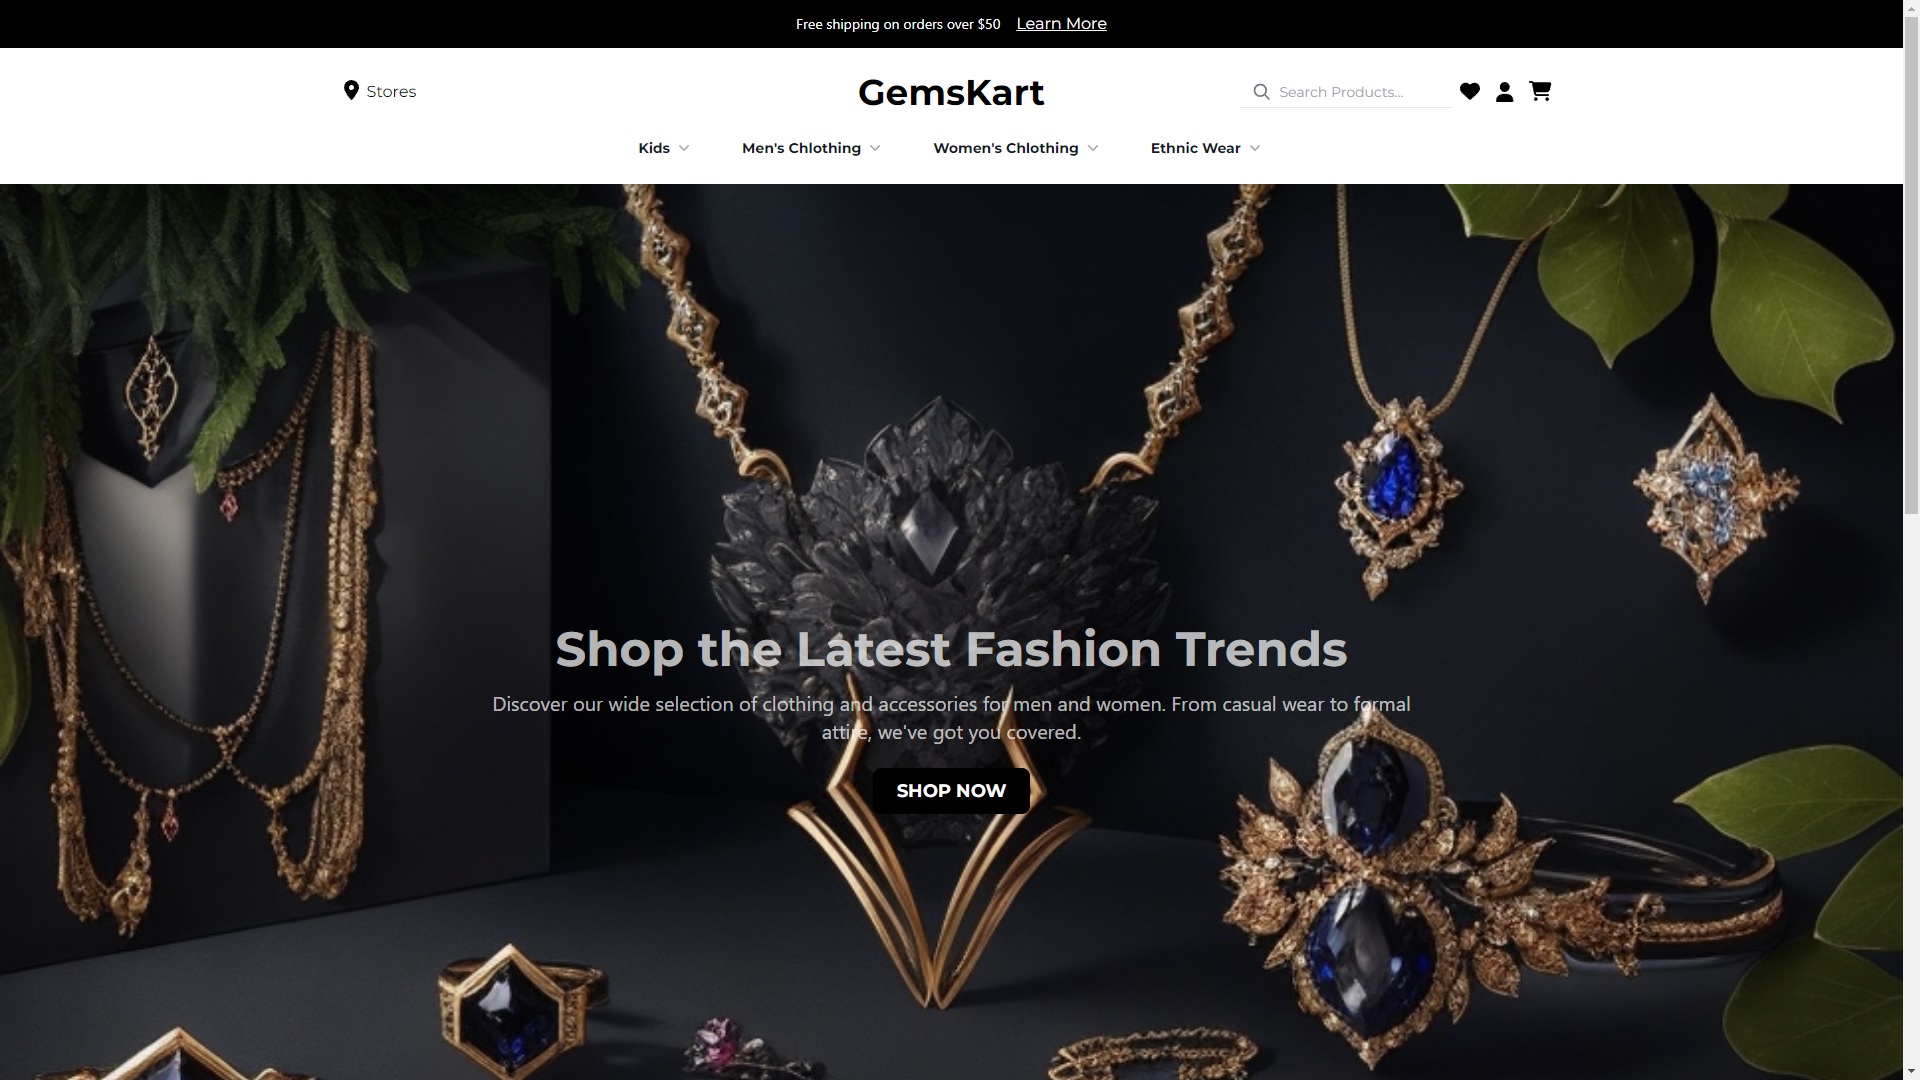 Free shipping on orders over $50 Learn More
Stores
GemsKart
Search Products...
Kids
Men's Chlothing
Women's Chlothing
Ethnic Wear
Shop the Latest Fashion Trends
Discover our wide selection of clothing and accessories for men and women. From casual wear to formal
attire, we've got you covered.
SHOP NOW